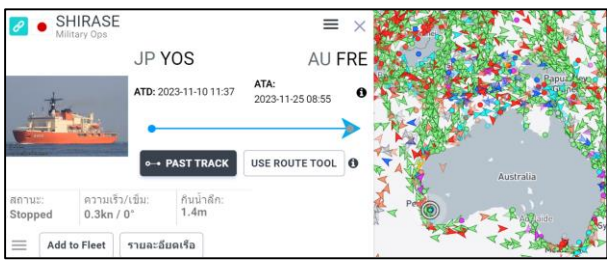 SHIRASE
Military Ops
JP YOS
AU FRE
ATD: 2023-11-10 11:37
ATA:
2023-11-25 08:55
PAST TRACK
USE ROUTE TOOL
สถานะ:
ความเร็ว/เข็ม:
กินน้ำลึก:
Stopped
0.3kn / 0°
1.4m
Add to Fleet
รายละเอียดเรือ
Australia